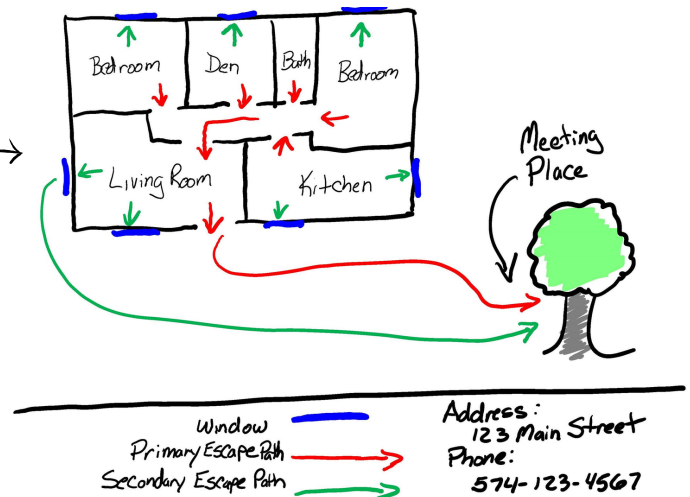 Bedroom
Den
Bath
Bedroom
Living Room
Kitchen
Meeting
Place
Window
Primary Escape Path
Secondary Escape Path
Address:
123 Main Street
Phone:
574-123-4567